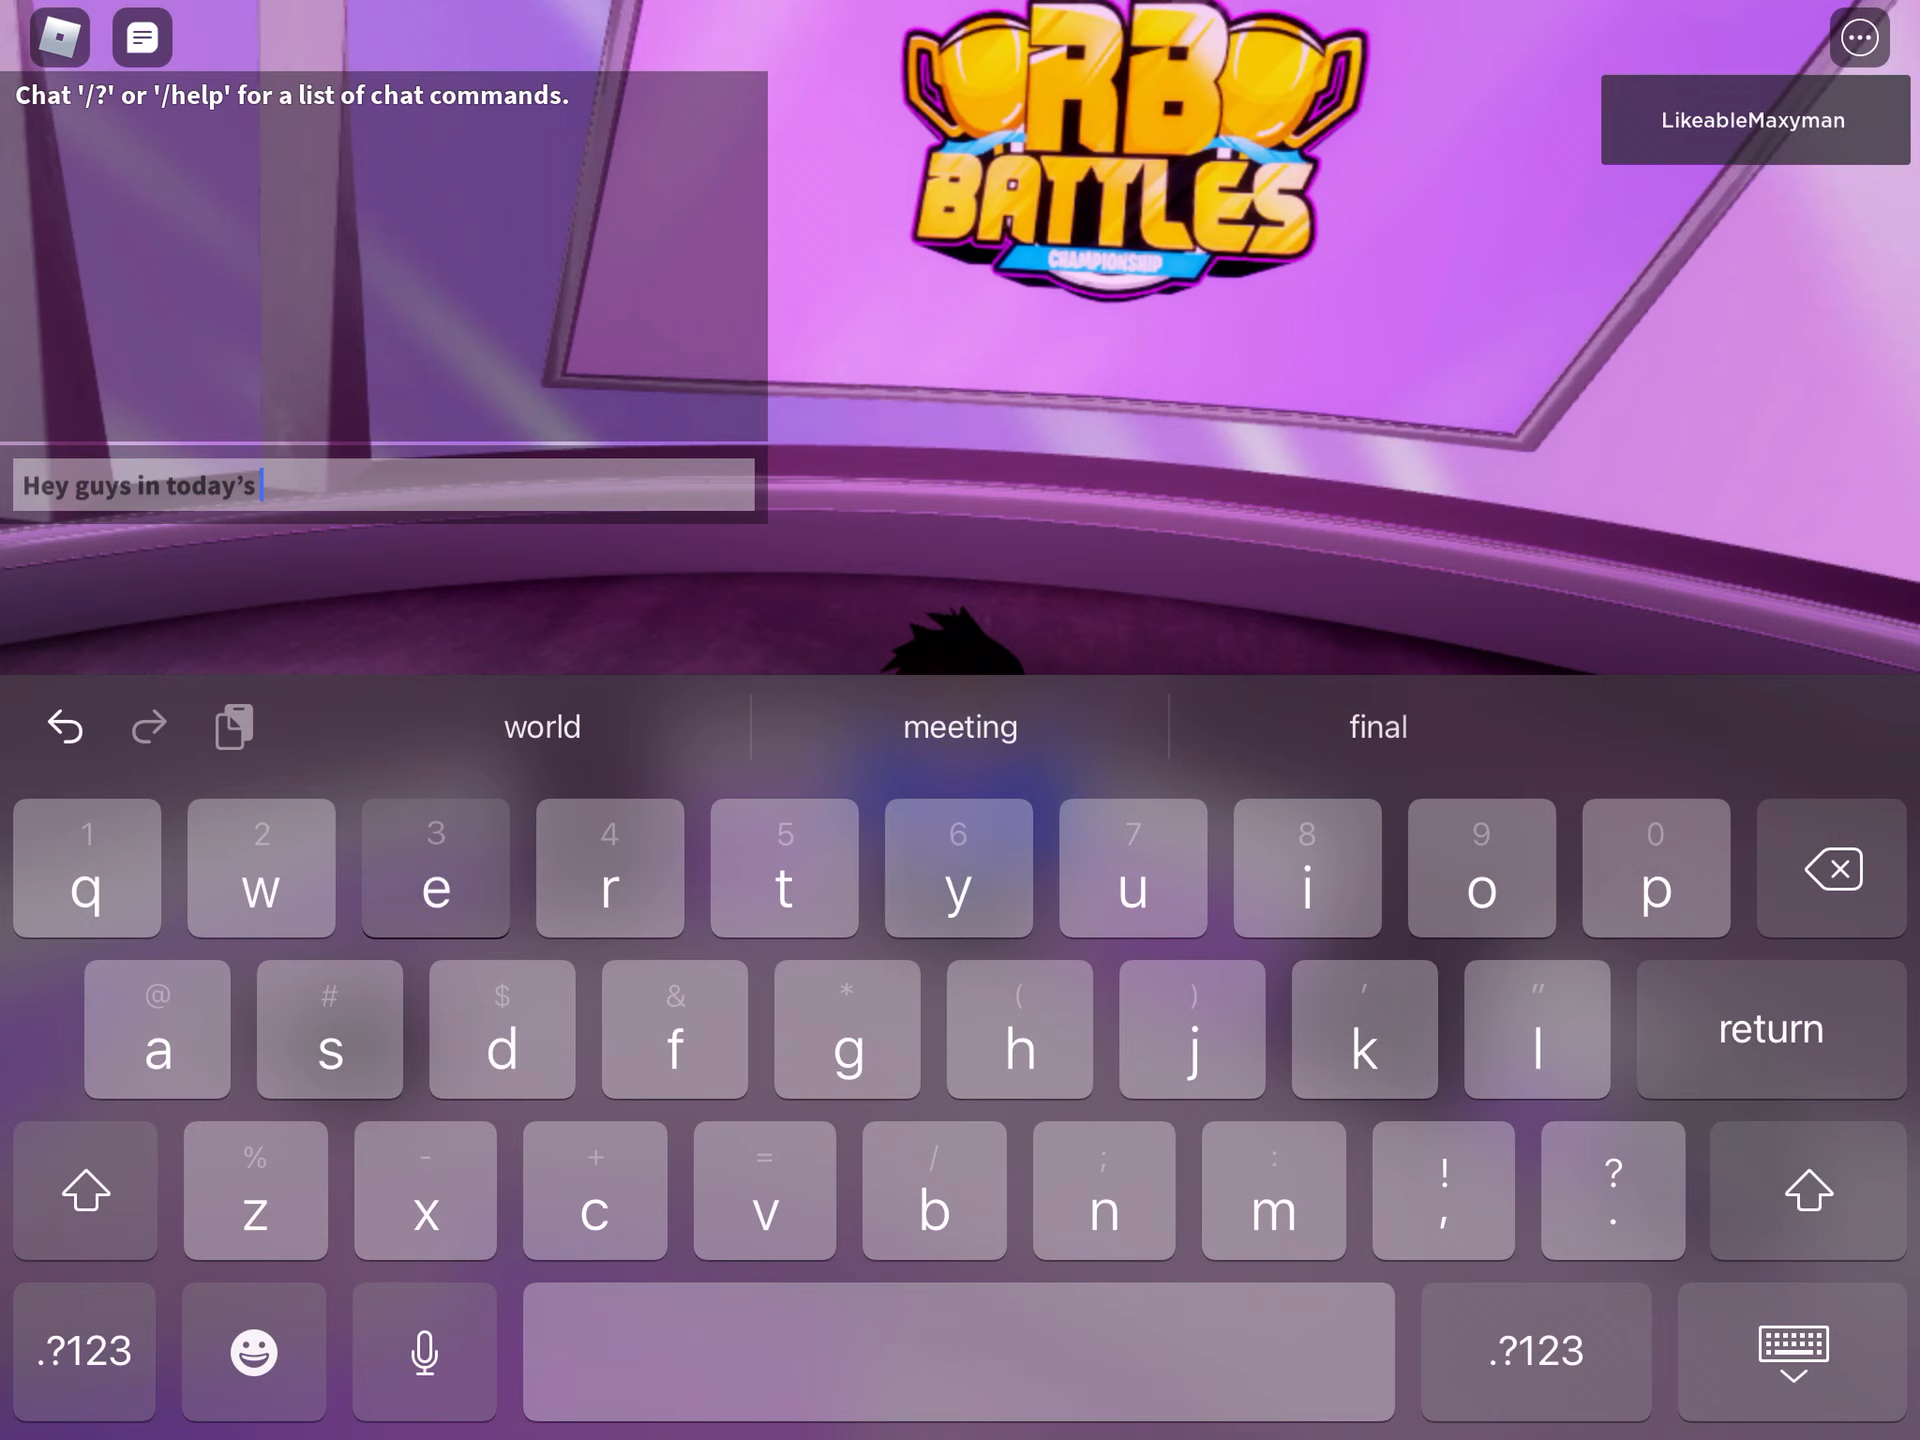 Chat '/?' or '/help' for a list of chat commands.
RB
BATTLES
CHAMPIONSHIP
LikeableMaxyman
Hey guys in today’s
world meeting final
1 2 3 4 5 6 7 8 9 0
q w e r t y u i o p
@ # $ & * ( ) ' "
a s d f g h j k l return
% - + = / ; : ! ?
z x c v b n m , .
.?123 .?123